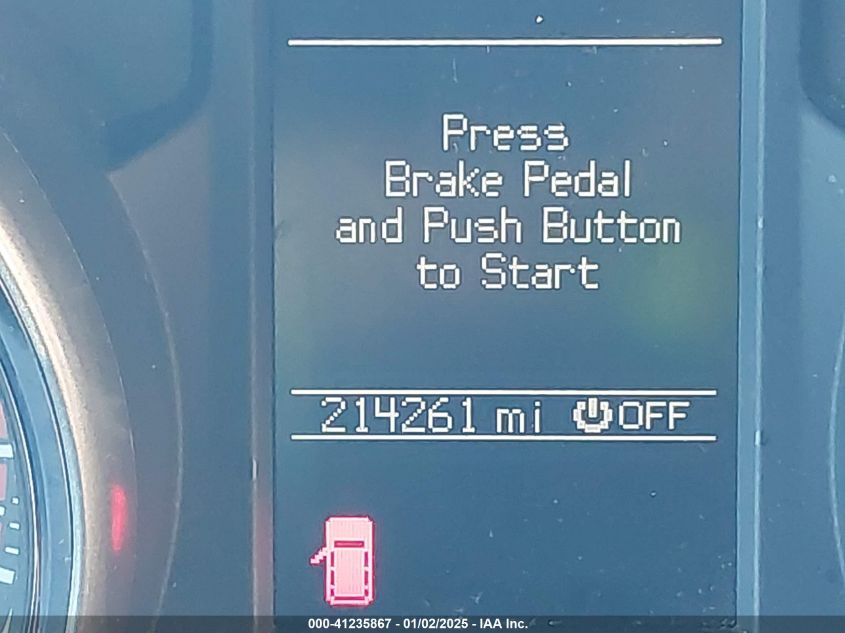 Press
Brake Pedal
and Push Button
to Start
214261 mi OFF
000-41235867 - 01/02/2025 - IAA Inc.